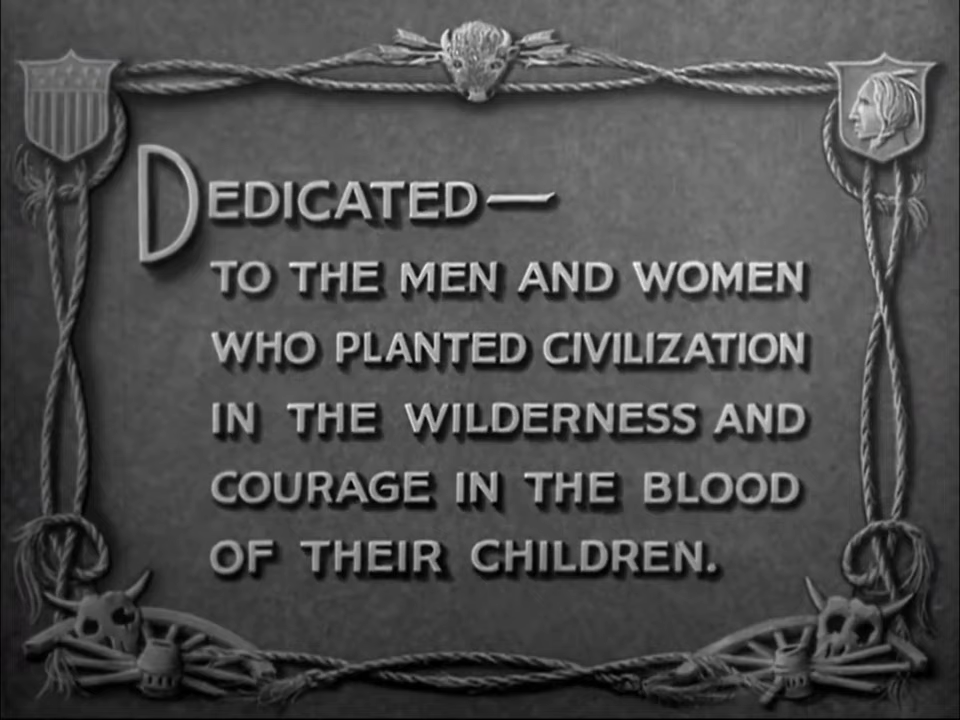 DEDICATED—
TO THE MEN AND WOMEN
WHO PLANTED CIVILIZATION
IN THE WILDERNESS AND
COURAGE IN THE BLOOD
OF THEIR CHILDREN.